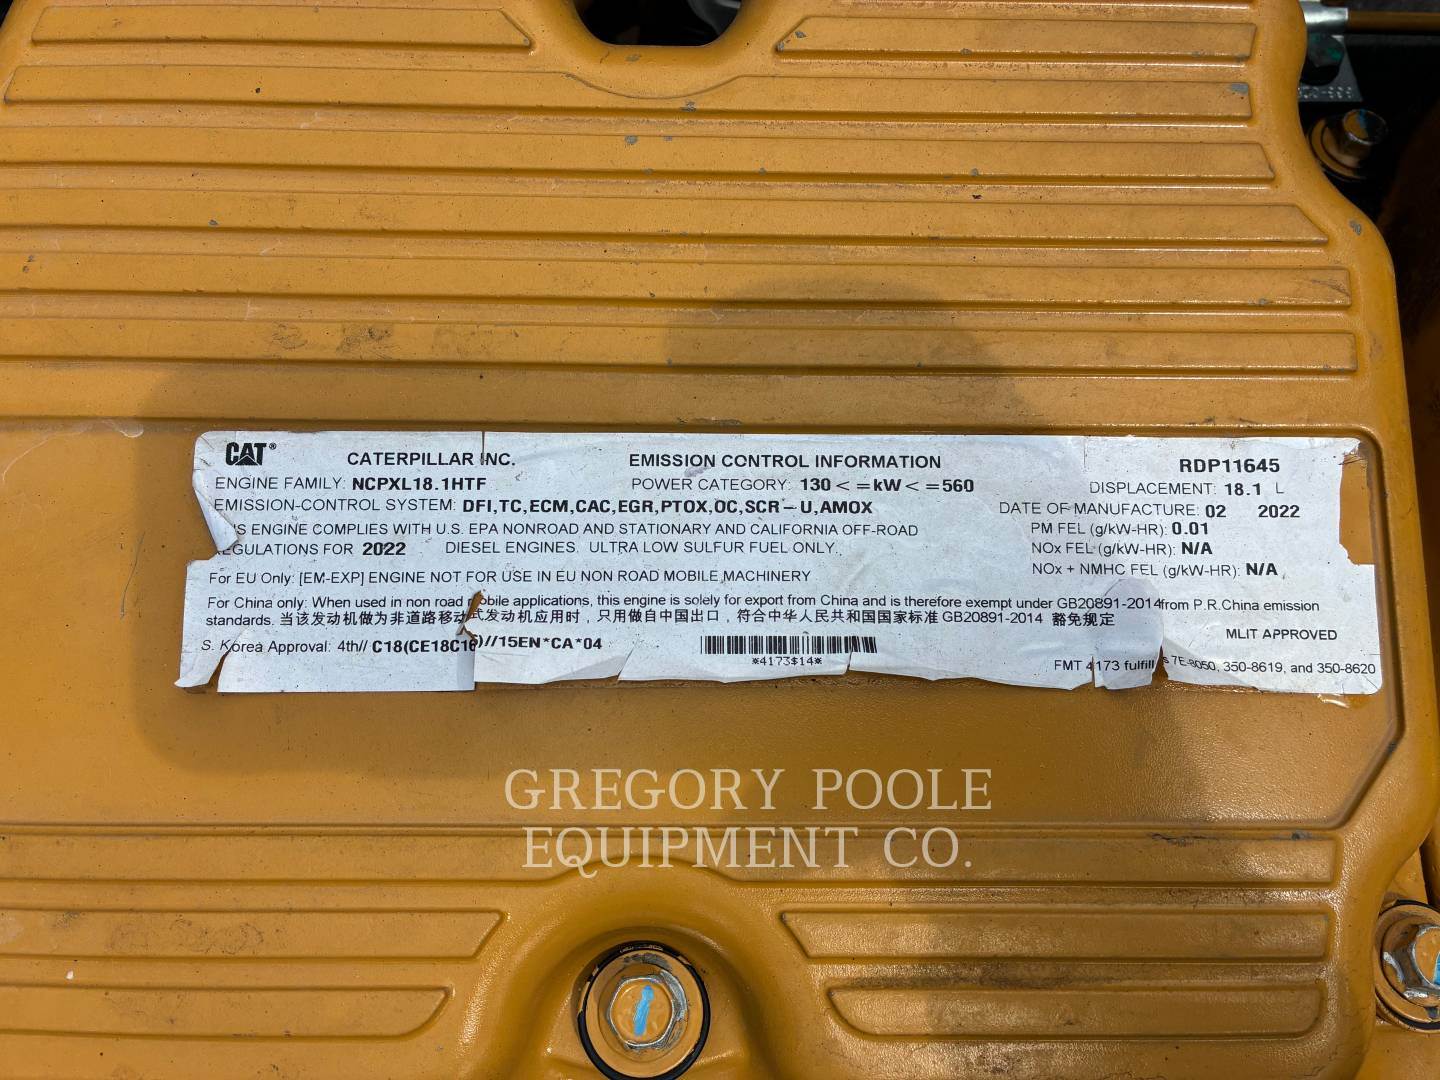 CAT® CATERPILLAR INC. EMISSION CONTROL INFORMATION RDP11645
ENGINE FAMILY: NCPXL18.1HTF POWER CATEGORY: 130 < =kW < =560 DISPLACEMENT: 18.1 L
EMISSION-CONTROL SYSTEM: DFI,TC,ECM,CAC,EGR,PTOX,OC,SCR-U,AMOX DATE OF MANUFACTURE: 02 2022
IS ENGINE COMPLIES WITH U.S. EPA NONROAD AND STATIONARY AND CALIFORNIA OFF-ROAD PM FEL (g/kW-HR): 0.01
EGULATIONS FOR 2022 DIESEL ENGINES. ULTRA LOW SULFUR FUEL ONLY. NOx FEL (g/kW-HR): N/A
NOx + NMHC FEL (g/kW-HR): N/A
For EU Only: [EM-EXP] ENGINE NOT FOR USE IN EU NON ROAD MOBILE MACHINERY
For China only: When used in non road mobile applications, this engine is solely for export from China and is therefore exempt under GB20891-2014 from P.R.China emission
standards. 当该发动机做为非道路移动式发动机应用时，只用做自中国出口，符合中华人民共和国国家标准 GB20891-2014 豁免规定
MLIT APPROVED
S. Korea Approval: 4th// C18(CE18C16)//15EN*CA*04
*4173$14*
FMT 4173 fulfill s 7E-8050, 350-8619, and 350-8620
GREGORY POOLE
EQUIPMENT CO.